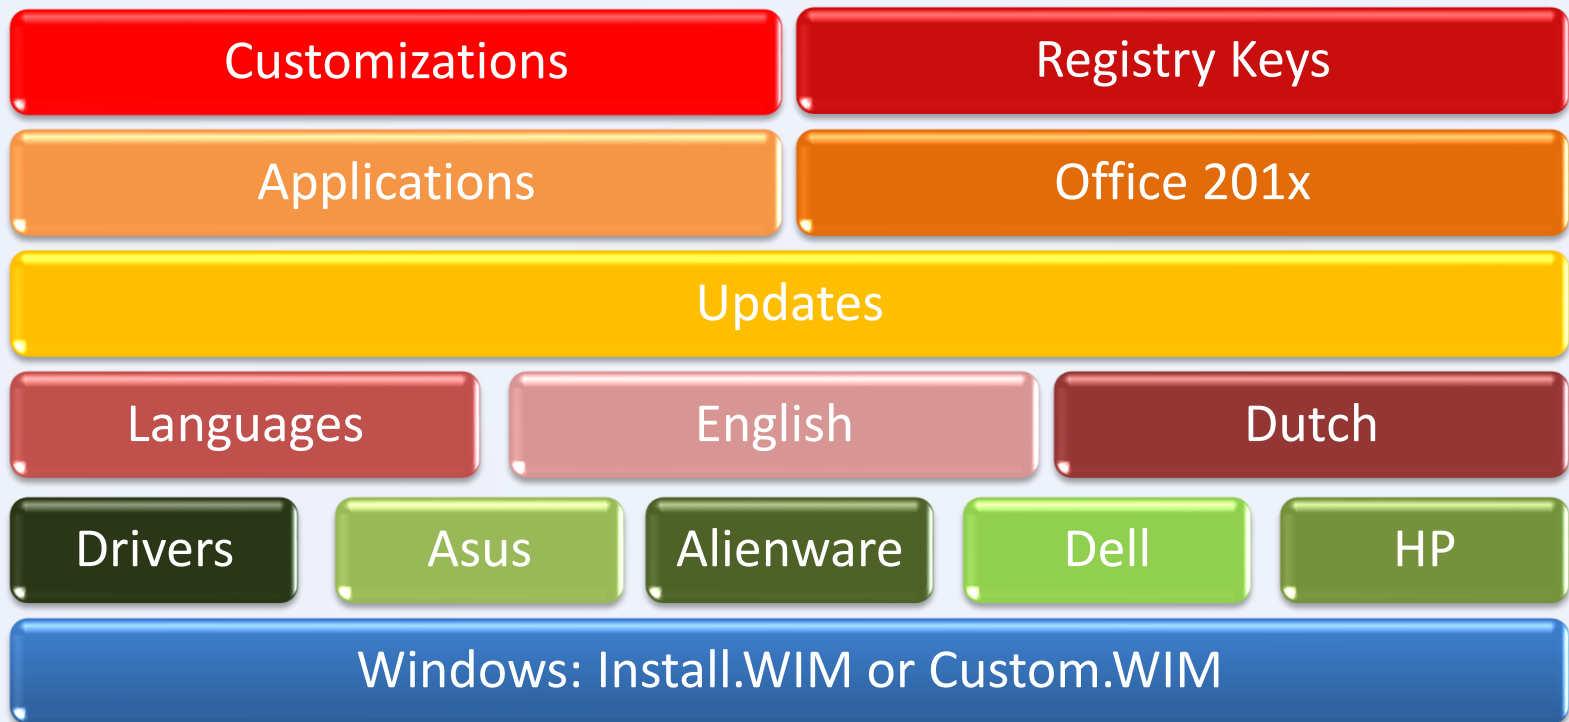 Customizations
Registry Keys
Applications
Office 201x
Updates
Languages
English
Dutch
Drivers
Asus
Alienware
Dell
HP
Windows: Install.WIM or Custom.WIM